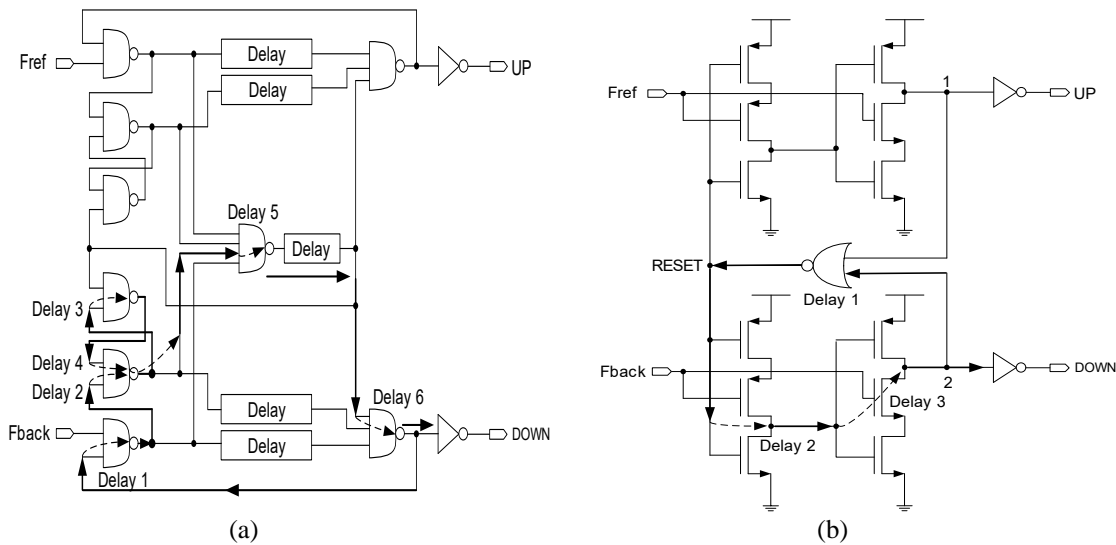 Delay
Fref
UP
Delay
Delay 5
Delay
Delay 3
Delay 4
Delay 2
Delay 6
Delay
Fback
DOWN
Delay
Delay 1
(a)
1
Fref
UP
RESET
Delay 1
Fback
DOWN
2
Delay 3
Delay 2
(b)